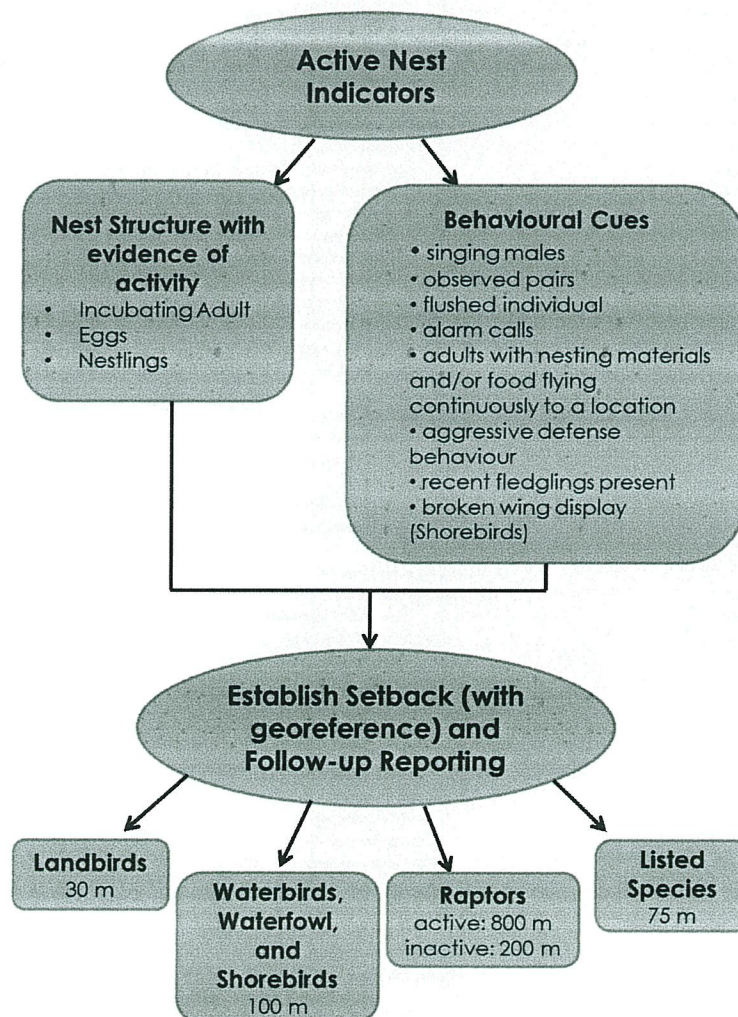 Active Nest
Indicators
Nest Structure with
evidence of
activity
• Incubating Adult
• Eggs
• Nestlings
Behavioural Cues
• singing males
• observed pairs
• flushed individual
• alarm calls
• adults with nesting materials
and/or food flying
continuously to a location
• aggressive defense
behaviour
• recent fledglings present
• broken wing display
(Shorebirds)
Establish Setback (with
georeference) and
Follow-up Reporting
Landbirds
30 m
Waterbirds,
Waterfowl,
and
Shorebirds
100 m
Raptors
active: 800 m
inactive: 200 m
Listed
Species
75 m